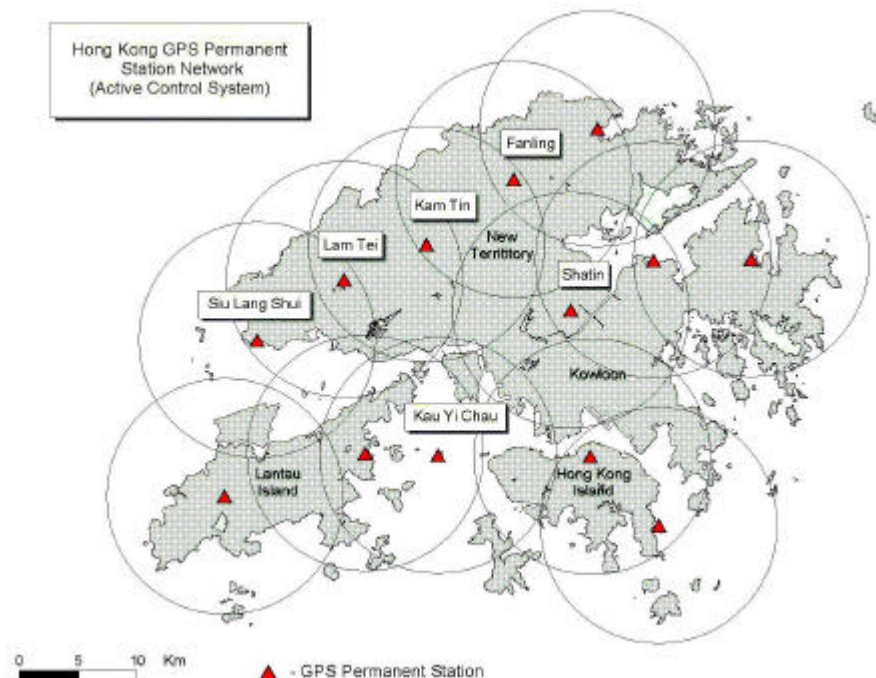 Hong Kong GPS Permanent
Station Network
(Active Control System)
Fanling
Kam Tin
New
Terrtitory
Lam Tei
Shatin
Siu Lang Shui
Kowloon
Kau Yi Chau
Lantau
Island
Hong Kong
Island
0 5 10 Km
- GPS Permanent Station